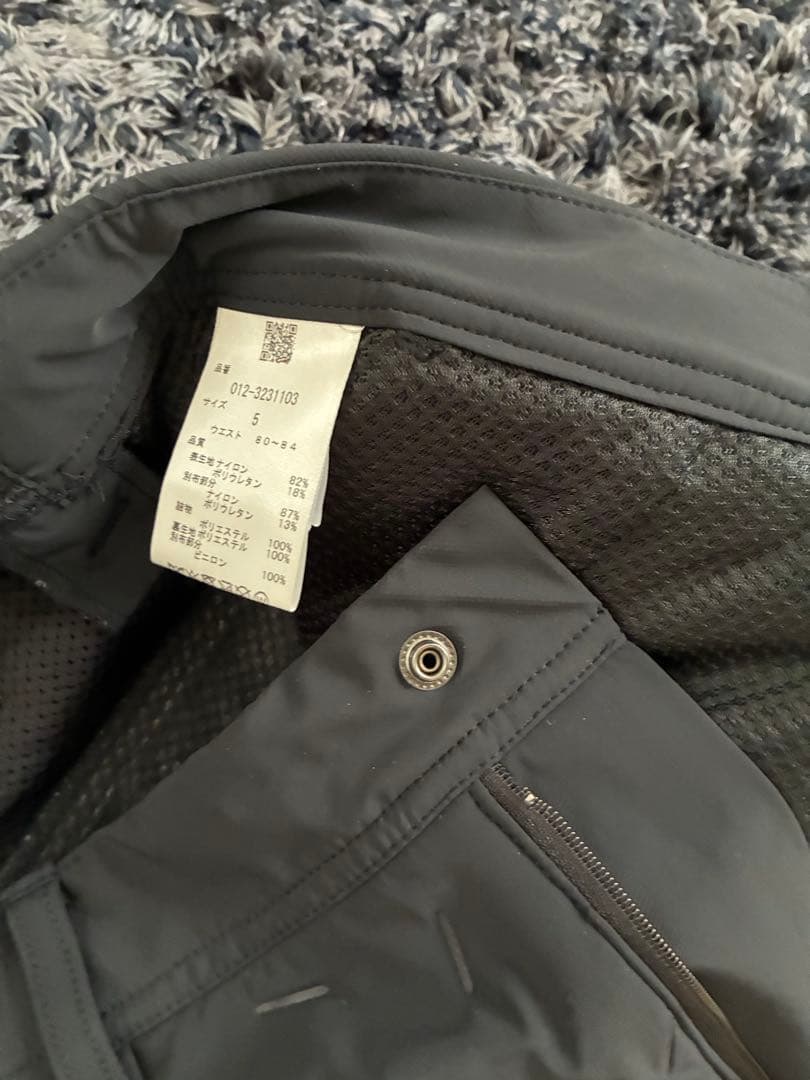 品番
012-3231103
サイズ
5
ウエスト 80~84
品質
表生地 ナイロン 82%
ポリウレタン 18%
別布部分
ナイロン 87%
ポリウレタン 13%
詰物
ポリエステル 100%
裏生地 ポリエステル 100%
別布部分
ビニロン 100%